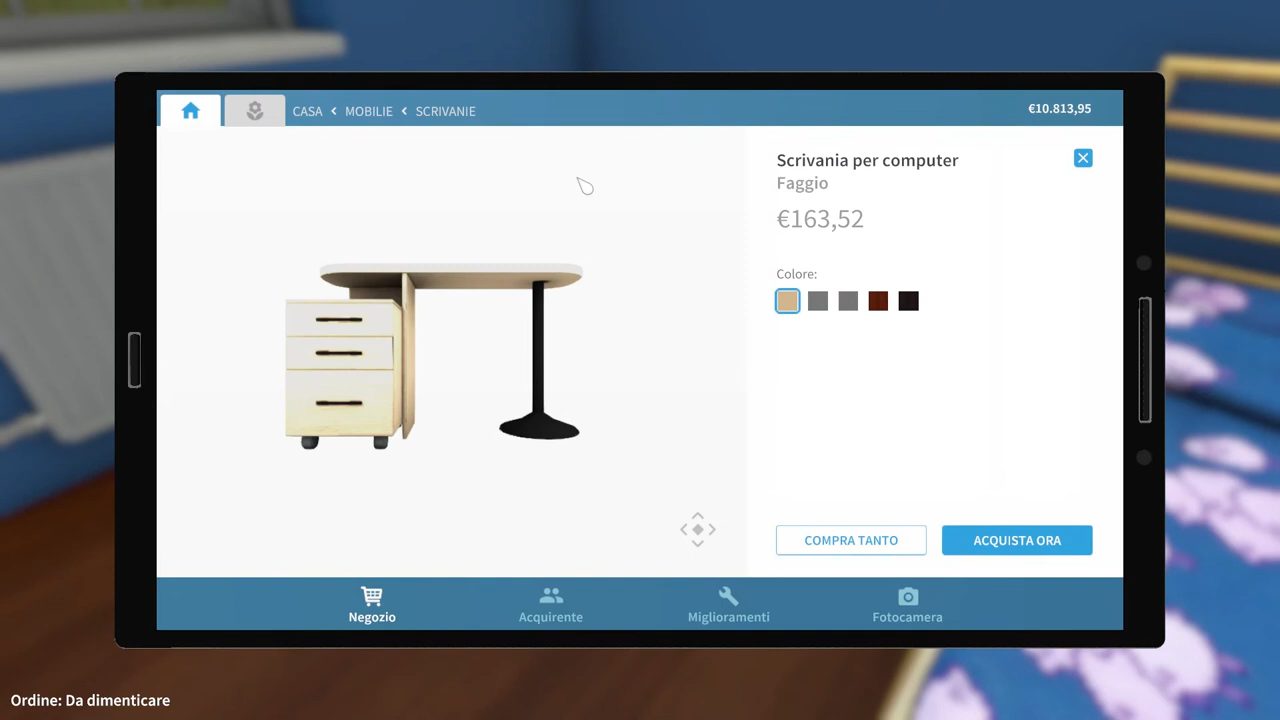 CASA < MOBILIE < SCRIVANIE
€10.813,95
Scrivania per computer
Faggio
€163,52
Colore:
COMPRA TANTO
ACQUISTA ORA
Negozio
Acquirente
Miglioramenti
Fotocamera
Ordine: Da dimenticare